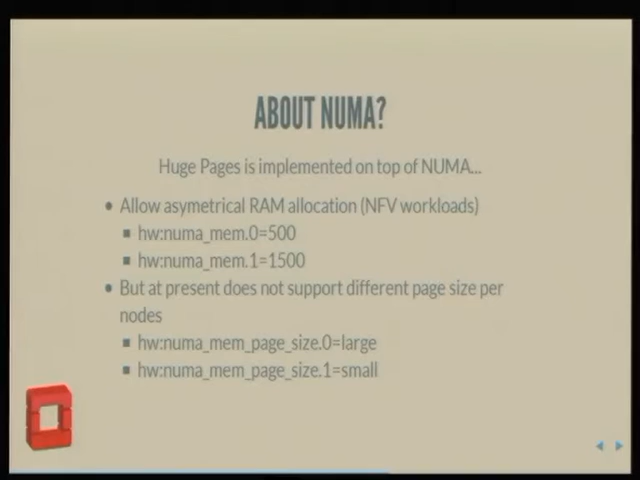 ABOUT NUMA?
Huge Pages is implemented on top of NUMA...
• Allow asymetrical RAM allocation (NFV workloads)
▪ hw:numa_mem.0=500
▪ hw:numa_mem.1=1500
• But at present does not support different page size per
nodes
▪ hw:numa_mem_page_size.0=large
▪ hw:numa_mem_page_size.1=small